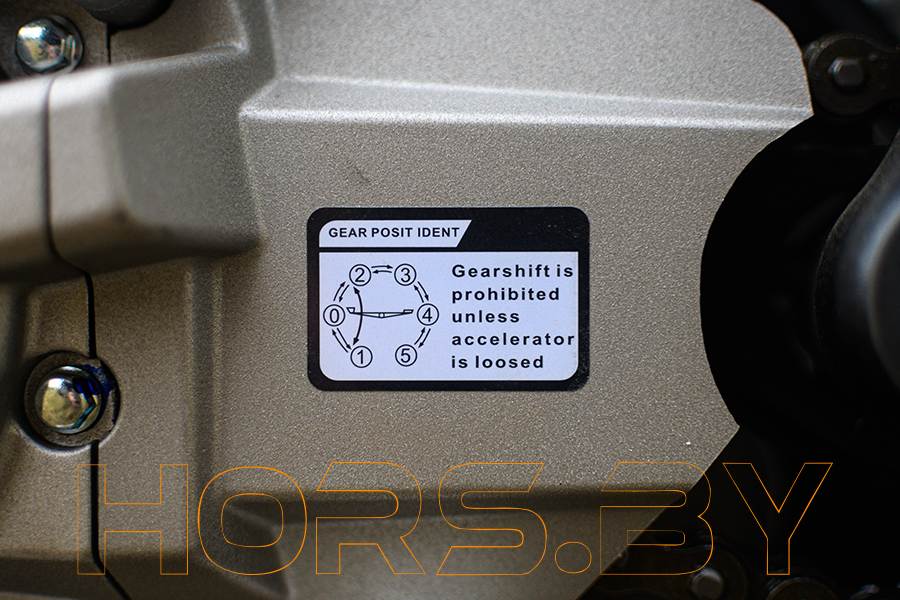 GEAR POSIT IDENT
2 3
0 4
1 5
Gearshift is
prohibited
unless
accelerator
is loosed
HORS.BY